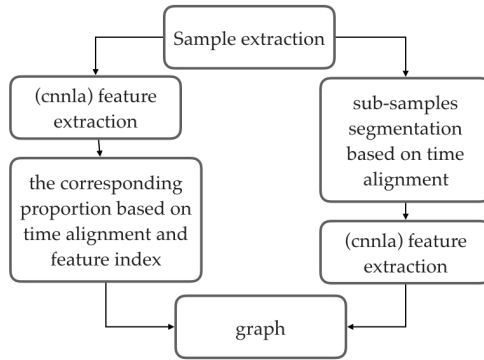 Sample extraction
(cnnla) feature
extraction
the corresponding
proportion based on
time alignment and
feature index
sub-samples
segmentation
based on time
alignment
(cnnla) feature
extraction
graph